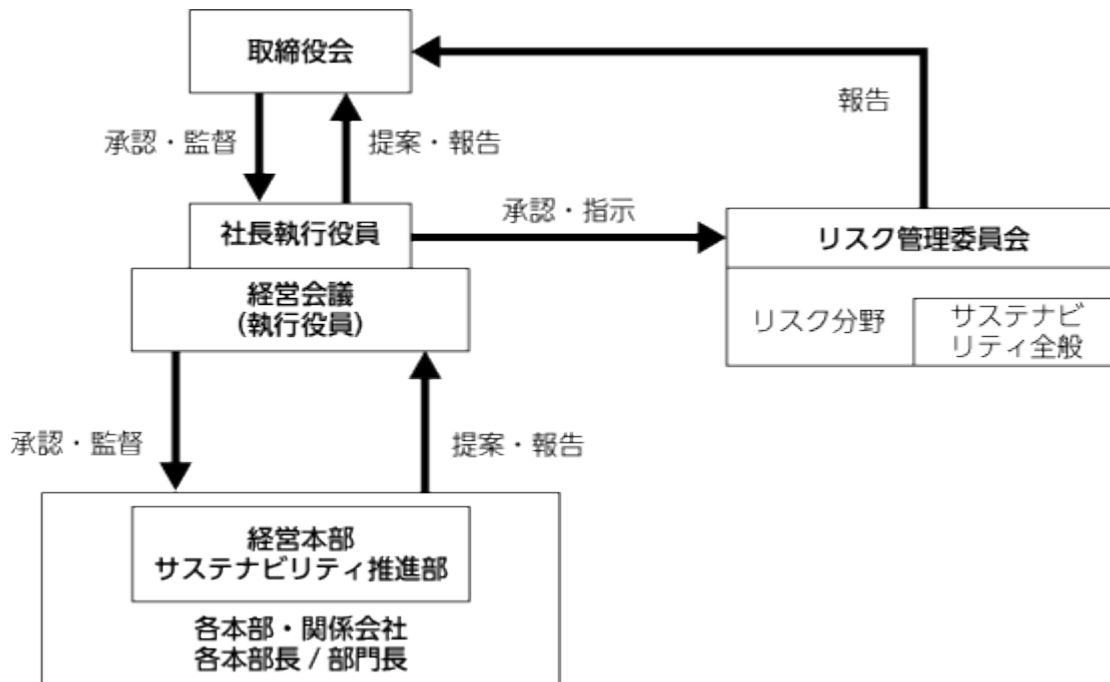 取締役会
報告
承認・監督
提案・報告
社長執行役員
承認・指示
リスク管理委員会
経営会議
(執行役員)
リスク分野
サステナビ
リティ全般
承認・監督
提案・報告
経営本部
サステナビリティ推進部
各本部・関係会社
各本部長 / 部門長